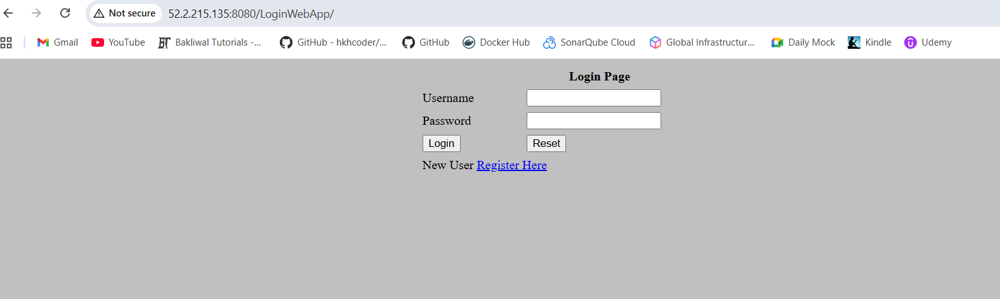 Not secure 52.2.215.135:8080/LoginWebApp/
Gmail YouTube Bakliwal Tutorials -... GitHub - hkhcoder/... GitHub Docker Hub SonarQube Cloud Global Infrastructur... Daily Mock Kindle Udemy
Login Page
Username
Password
Login Reset
New User Register Here